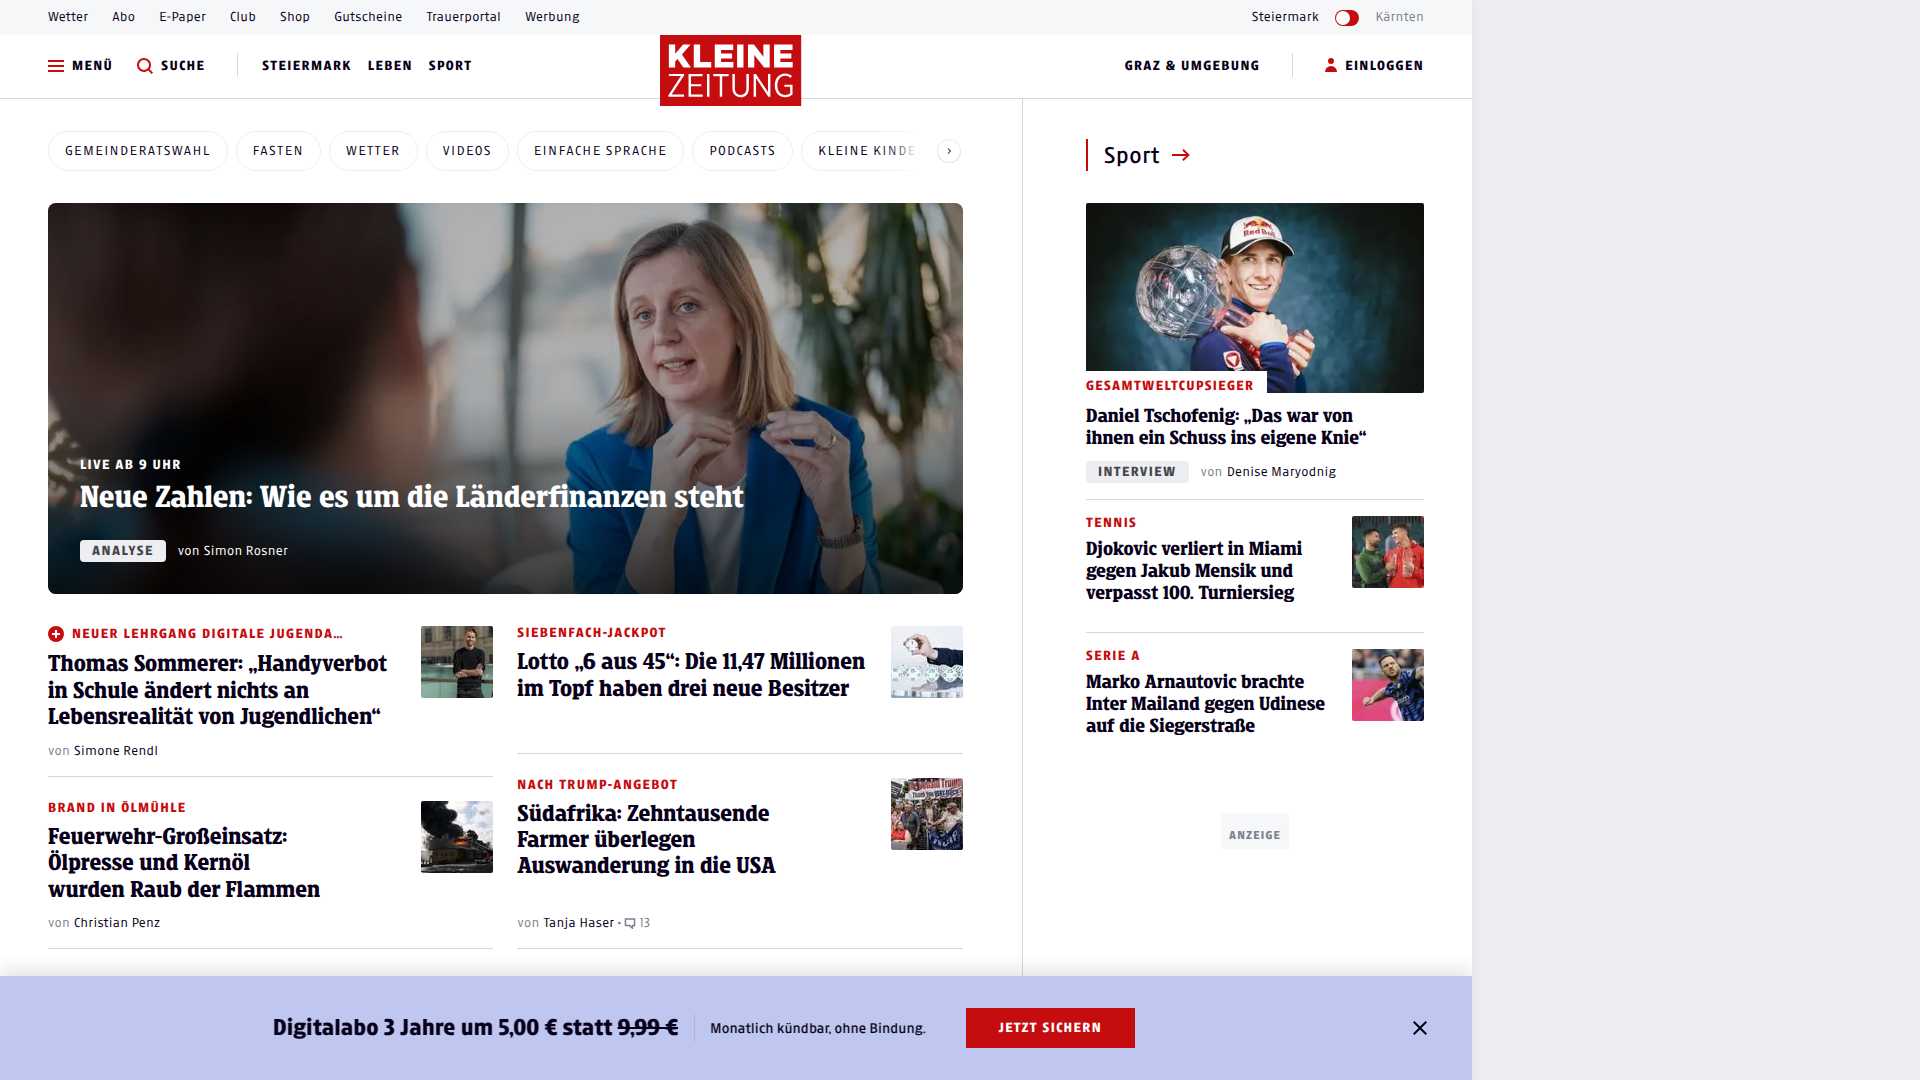 Wetter Abo E-Paper Club Shop Gutscheine Trauerportal Werbung Steiermark Kärnten
MENÜ SUCHE STEIERMARK LEBEN SPORT KLEINE ZEITUNG GRAZ & UMGEBUNG EINLOGGEN
GEMEINDERATSWAHL FASTEN WETTER VIDEOS EINFACHE SPRACHE PODCASTS KLEINE KINDE
LIVE AB 9 UHR
Neue Zahlen: Wie es um die Länderfinanzen steht
ANALYSE von Simon Rosner
NEUER LEHRGANG DIGITALE JUGENDA…
Thomas Sommerer: „Handyverbot
in Schule ändert nichts an
Lebensrealität von Jugendlichen“
von Simone Rendl
BRAND IN ÖLMÜHLE
Feuerwehr-Großeinsatz:
Ölpresse und Kernöl
wurden Raub der Flammen
von Christian Penz
SIEBENFACH-JACKPOT
Lotto „6 aus 45“: Die 11,47 Millionen
im Topf haben drei neue Besitzer
NACH TRUMP-ANGEBOT
Südafrika: Zehntausende
Farmer überlegen
Auswanderung in die USA
von Tanja Haser • 13
Sport
Red Bull
GESAMTWELTCUPSIEGER
Daniel Tschofenig: „Das war von
ihnen ein Schuss ins eigene Knie“
INTERVIEW von Denise Maryodnig
TENNIS
Djokovic verliert in Miami
gegen Jakub Mensik und
verpasst 100. Turniersieg
SERIE A
Marko Arnautovic brachte
Inter Mailand gegen Udinese
auf die Siegerstraße
ANZEIGE
Digitalabo 3 Jahre um 5,00 € statt 9,99 € Monatlich kündbar, ohne Bindung. JETZT SICHERN